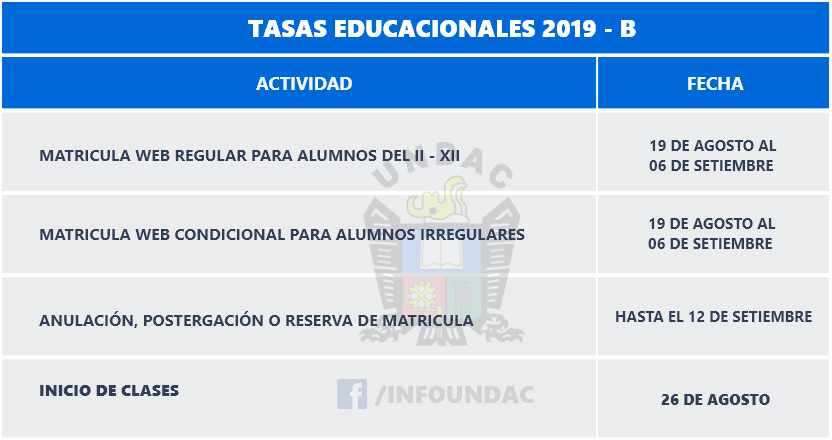 TASAS EDUCACIONALES 2019 - B
ACTIVIDAD
FECHA
MATRICULA WEB REGULAR PARA ALUMNOS DEL II - XII
19 DE AGOSTO AL
06 DE SETIEMBRE
UNDAC
MATRICULA WEB CONDICIONAL PARA ALUMNOS IRREGULARES
19 DE AGOSTO AL
06 DE SETIEMBRE
ANULACIÓN, POSTERGACIÓN O RESERVA DE MATRICULA
HASTA EL 12 DE SETIEMBRE
INICIO DE CLASES
f /INFOUNDAC
26 DE AGOSTO